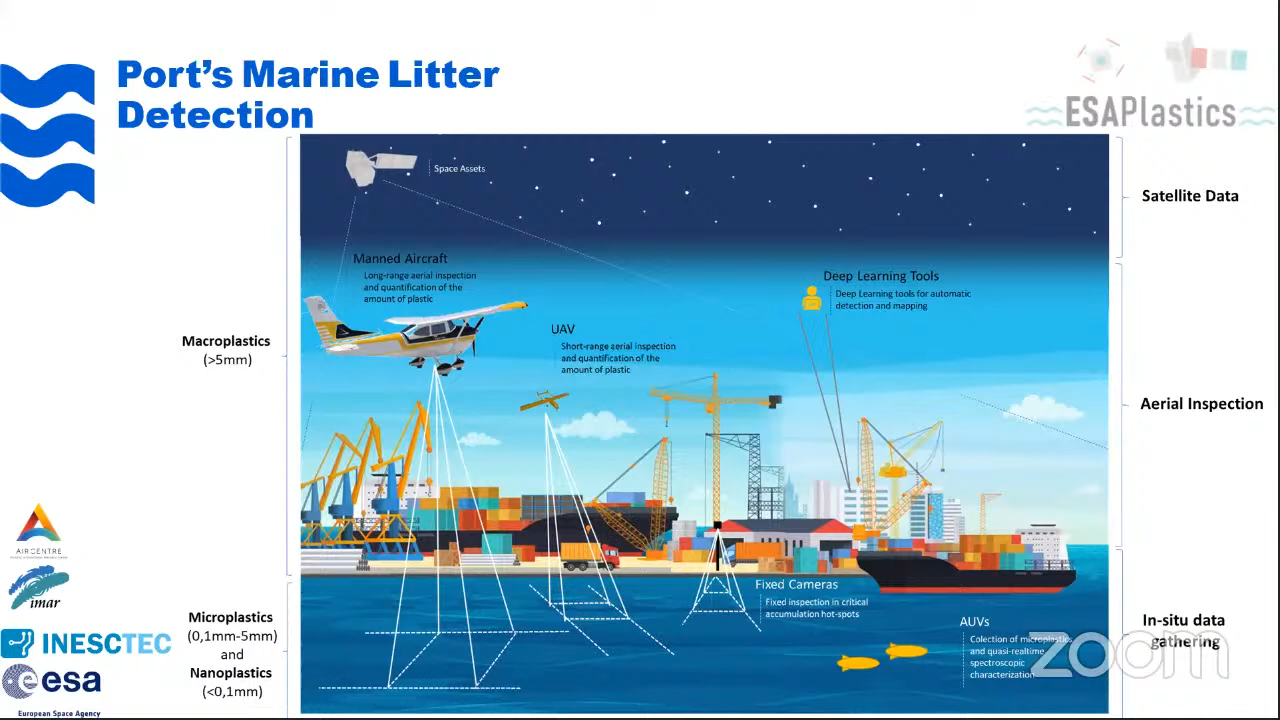 Port's Marine Litter
Detection
ESAPlastics
Space Assets
Satellite Data
Manned Aircraft
Long-range aerial inspection
and quantification of the
amount of plastic
Deep Learning Tools
Deep Learning tools for automatic
detection and mapping
UAV
Short-range aerial inspection
and quantification of the
amount of plastic
Macroplastics
(>5mm)
Aerial Inspection
AIR CENTRE
imar
INESCTEC
esa
European Space Agency
Microplastics
(0,1mm-5mm)
and
Nanoplastics
(<0,1mm)
Fixed Cameras
Fixed inspection in critical
accumulation hot-spots
AUVs
Colection of microplastics
and quasi-realtime
spectroscopic
characterization
In-situ data
gathering
zoom